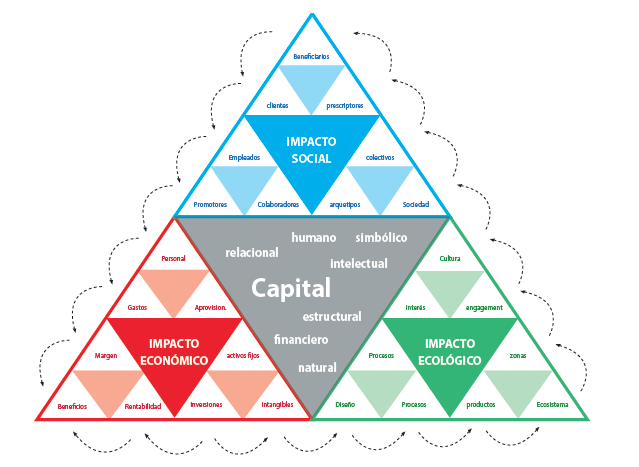 Beneficiarios
clientes prescriptores
IMPACTO
SOCIAL
Empleados colectivos
Promotores Colaboradores arquetipos Sociedad
humano simbólico
relacional
intelectual
Capital
estructural
financiero
natural
Personal
Gastos Aprovision.
IMPACTO
ECONÓMICO
Margen activos fijos
Beneficios Rentabilidad Inversiones Intangibles
Cultura
Interés engagement
IMPACTO
ECOLÓGICO
Procesos zonas
Diseño Procesos productos Ecosistema